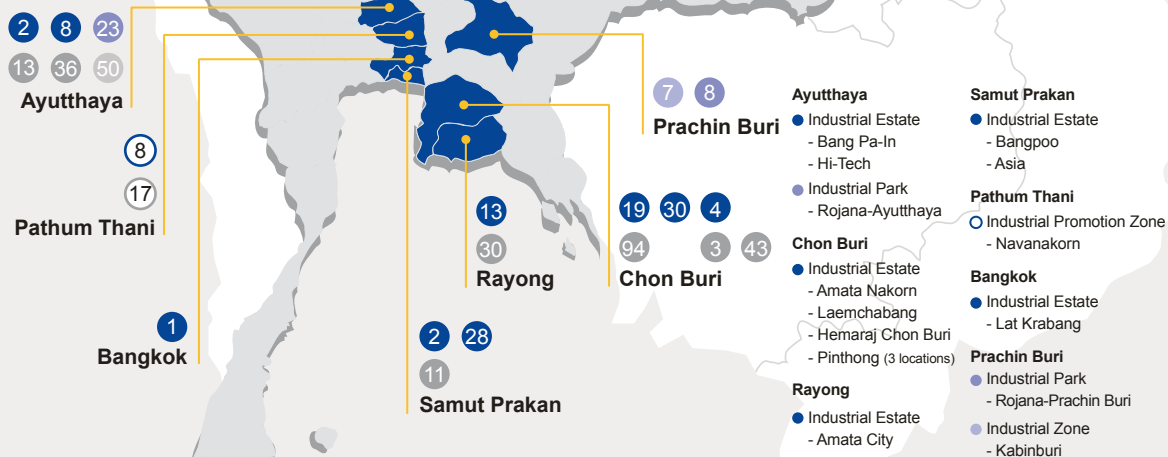 2 8 23
13 36 50
Ayutthaya
8
17
Pathum Thani
1
Bangkok
2 28
11
Samut Prakan
13
30
Rayong
19 30 4
94 3 43
Chon Buri
7 8
Prachin Buri
Ayutthaya
Industrial Estate
- Bang Pa-In
- Hi-Tech
Industrial Park
- Rojana-Ayutthaya
Chon Buri
Industrial Estate
- Amata Nakorn
- Laemchabang
- Hemaraj Chon Buri
- Pinthong (3 locations)
Rayong
Industrial Estate
- Amata City
Samut Prakan
Industrial Estate
- Bangpoo
- Asia
Pathum Thani
Industrial Promotion Zone
- Navanakorn
Bangkok
Industrial Estate
- Lat Krabang
Prachin Buri
Industrial Park
- Rojana-Prachin Buri
Industrial Zone
- Kabinburi